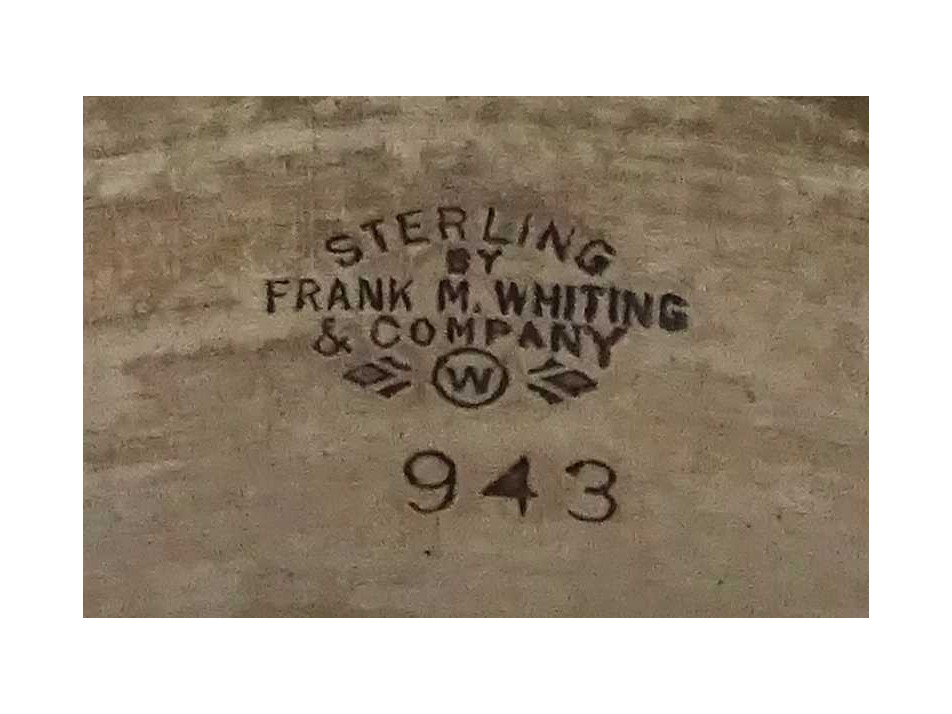 STERLING
BY
FRANK M. WHITING
& COMPANY
W
943